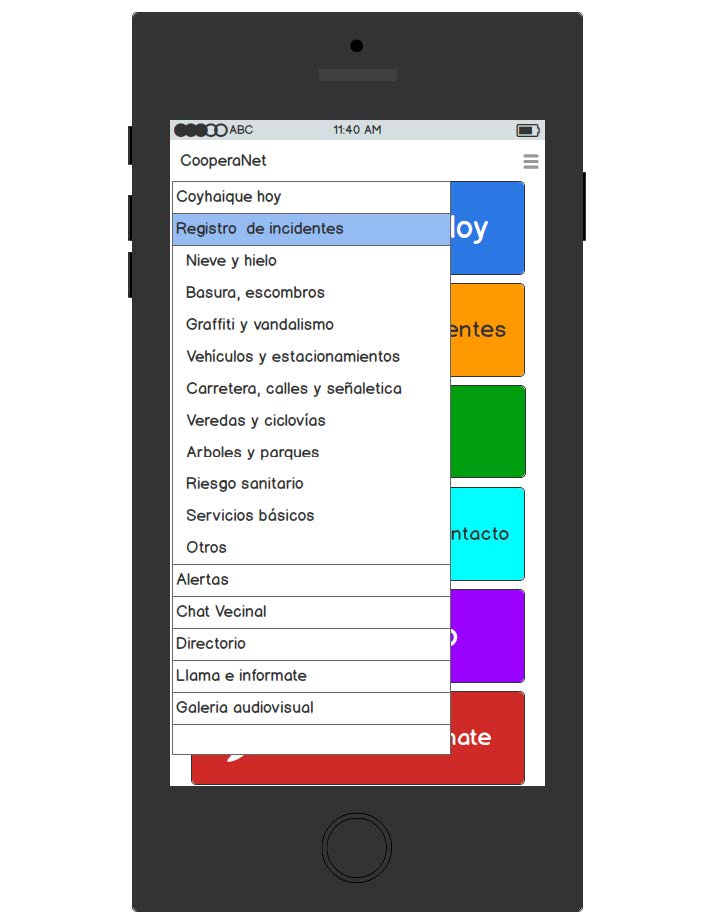 ABC 11:40 AM
CooperaNet
Coyhaique hoy
Registro de incidentes
Nieve y hielo
Basura, escombros
Graffiti y vandalismo
Vehículos y estacionamientos
Carretera, calles y señaletica
Veredas y ciclovías
Arboles y parques
Riesgo sanitario
Servicios básicos
Otros
Alertas
Chat Vecinal
Directorio
Llama e informate
Galeria audiovisual
oy
entes
ntacto
o
mate